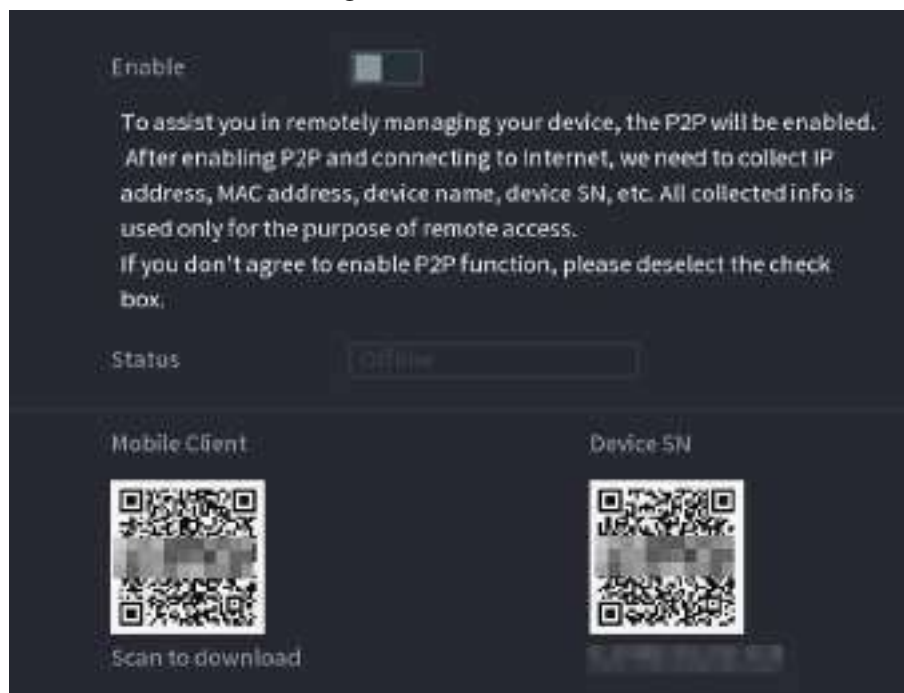 Enable
To assist you in remotely managing your device, the P2P will be enabled.
After enabling P2P and connecting to Internet, we need to collect IP
address, MAC address, device name, device SN, etc. All collected info is
used only for the purpose of remote access.
If you don't agree to enable P2P function, please deselect the check
box.
Status
Offline
Mobile Client
Device SN
Scan to download